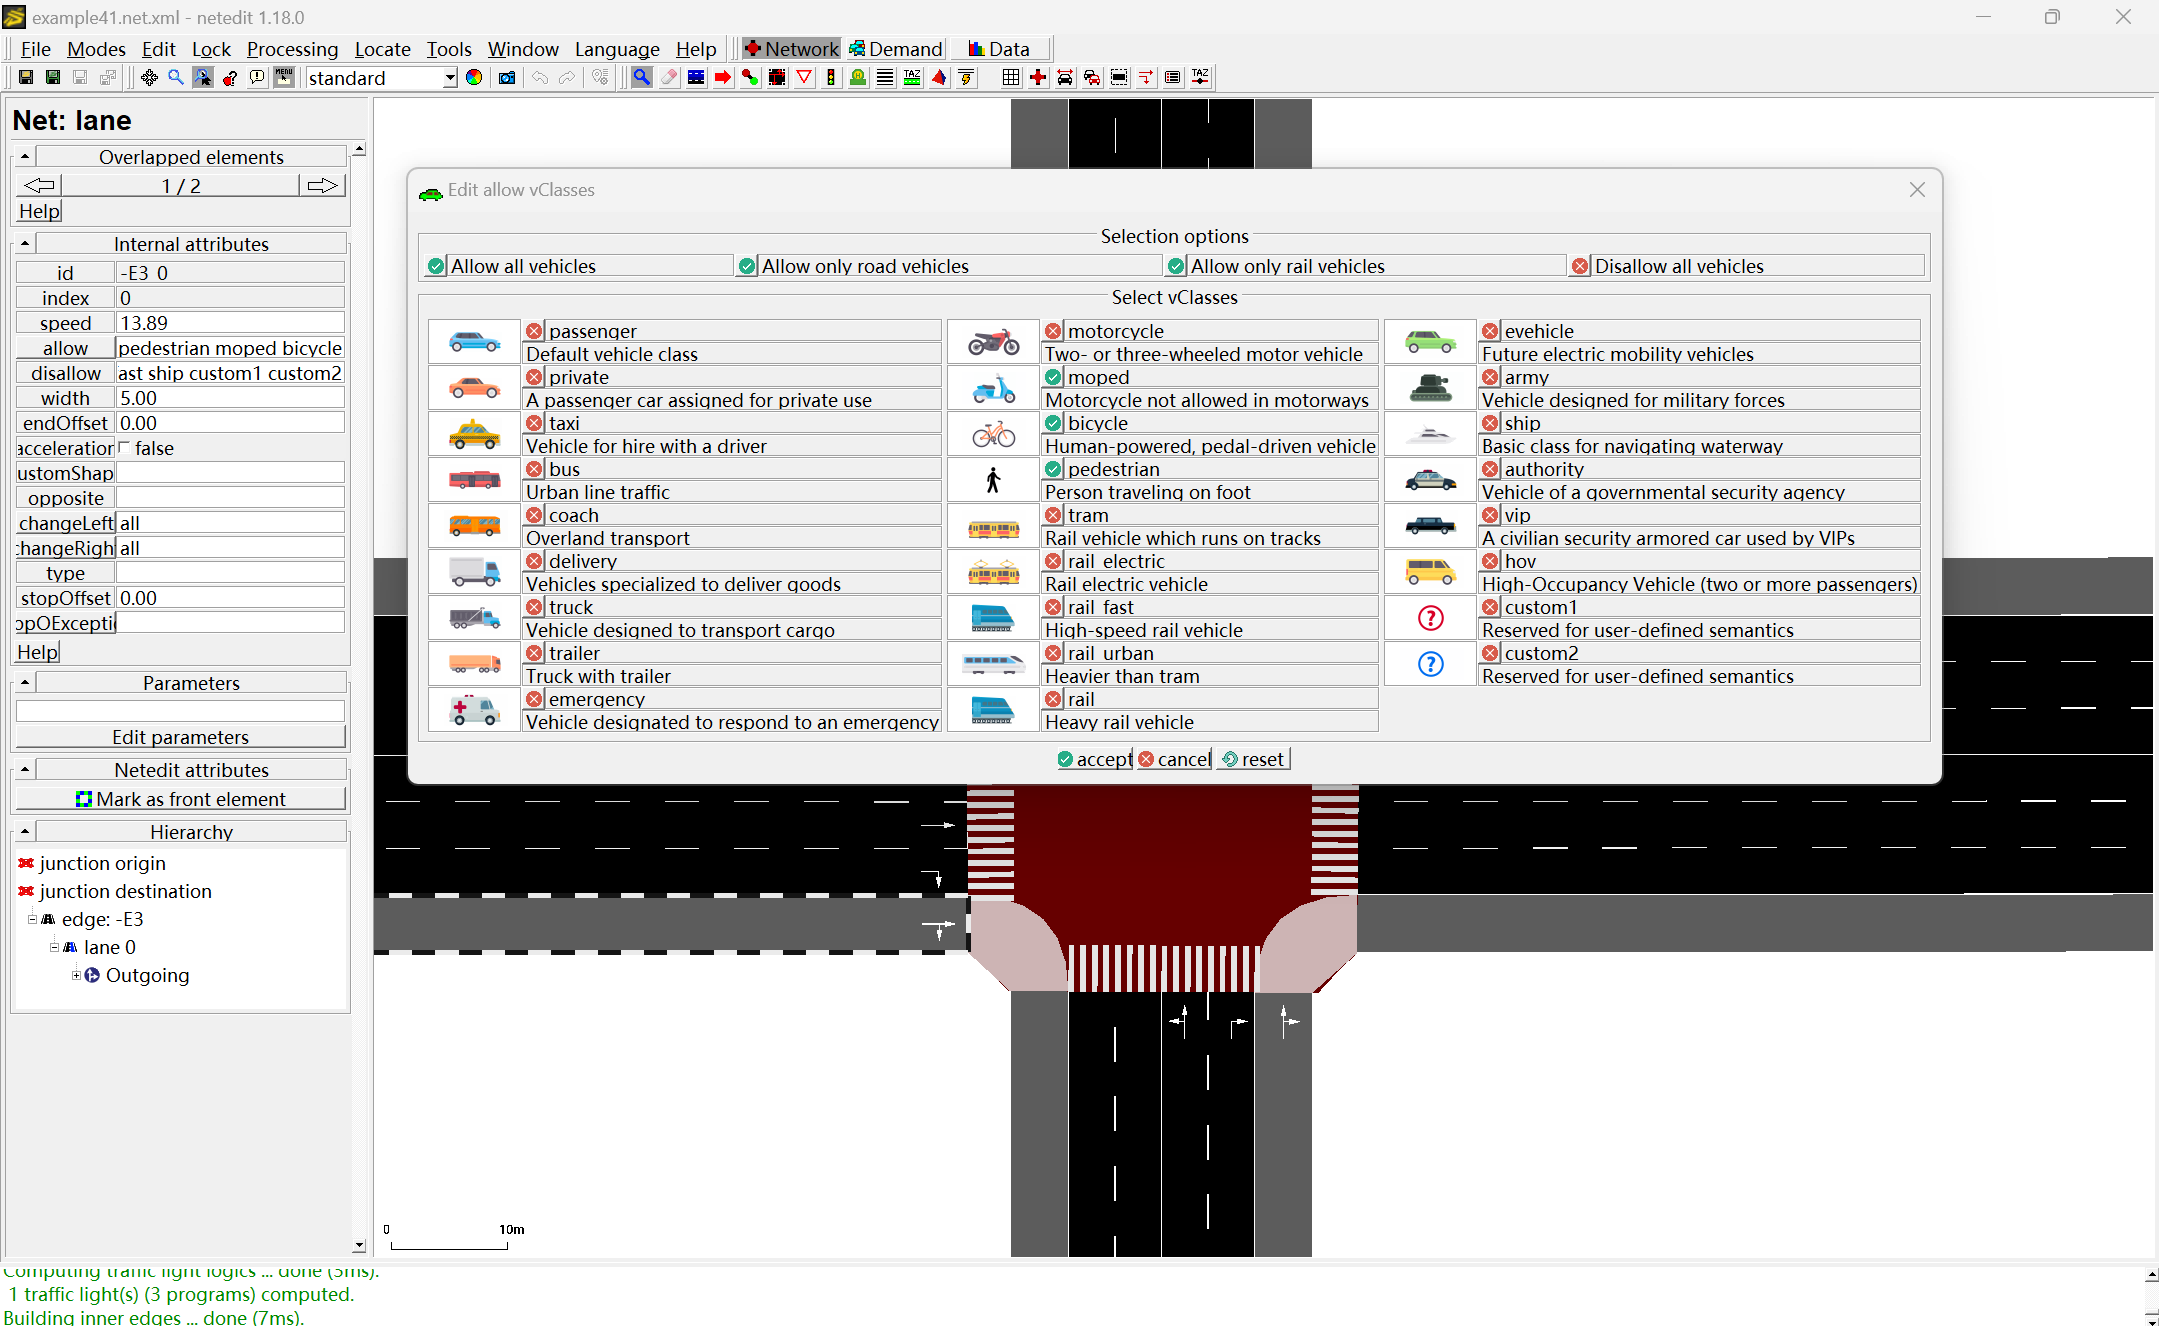 example41.net.xml - netedit 1.18.0
File Modes Edit Lock Processing Locate Tools Window Language Help Network Demand Data
MENU standard TAZ TAZ
Net: lane
Overlapped elements
1 / 2
Help
Internal attributes
id -E3_0
index 0
speed 13.89
allow pedestrian moped bicycle
disallow ast ship custom1 custom2
width 5.00
endOffset 0.00
acceleration false
ustomShap
opposite
changeLeft all
changeRigh all
type
stopOffset 0.00
opOExcepti
Help
Parameters
Edit parameters
Netedit attributes
Mark as front element
Hierarchy
junction origin
junction destination
edge: -E3
lane 0
Outgoing
Edit allow vClasses
Selection options
Allow all vehicles Allow only road vehicles Allow only rail vehicles Disallow all vehicles
Select vClasses
passenger
Default vehicle class
private
A passenger car assigned for private use
taxi
Vehicle for hire with a driver
bus
Urban line traffic
coach
Overland transport
delivery
Vehicles specialized to deliver goods
truck
Vehicle designed to transport cargo
trailer
Truck with trailer
emergency
Vehicle designated to respond to an emergency
motorcycle
Two- or three-wheeled motor vehicle
moped
Motorcycle not allowed in motorways
bicycle
Human-powered, pedal-driven vehicle
pedestrian
Person traveling on foot
tram
Rail vehicle which runs on tracks
rail_electric
Rail electric vehicle
rail_fast
High-speed rail vehicle
rail_urban
Heavier than tram
rail
Heavy rail vehicle
evehicle
Future electric mobility vehicles
army
Vehicle designed for military forces
ship
Basic class for navigating waterway
authority
Vehicle of a governmental security agency
vip
A civilian security armored car used by VIPs
hov
High-Occupancy Vehicle (two or more passengers)
custom1
Reserved for user-defined semantics
custom2
Reserved for user-defined semantics
accept cancel reset
0 10m
Computing traffic light logics ... done (3ms).
1 traffic light(s) (3 programs) computed.
Building inner edges ... done (7ms).